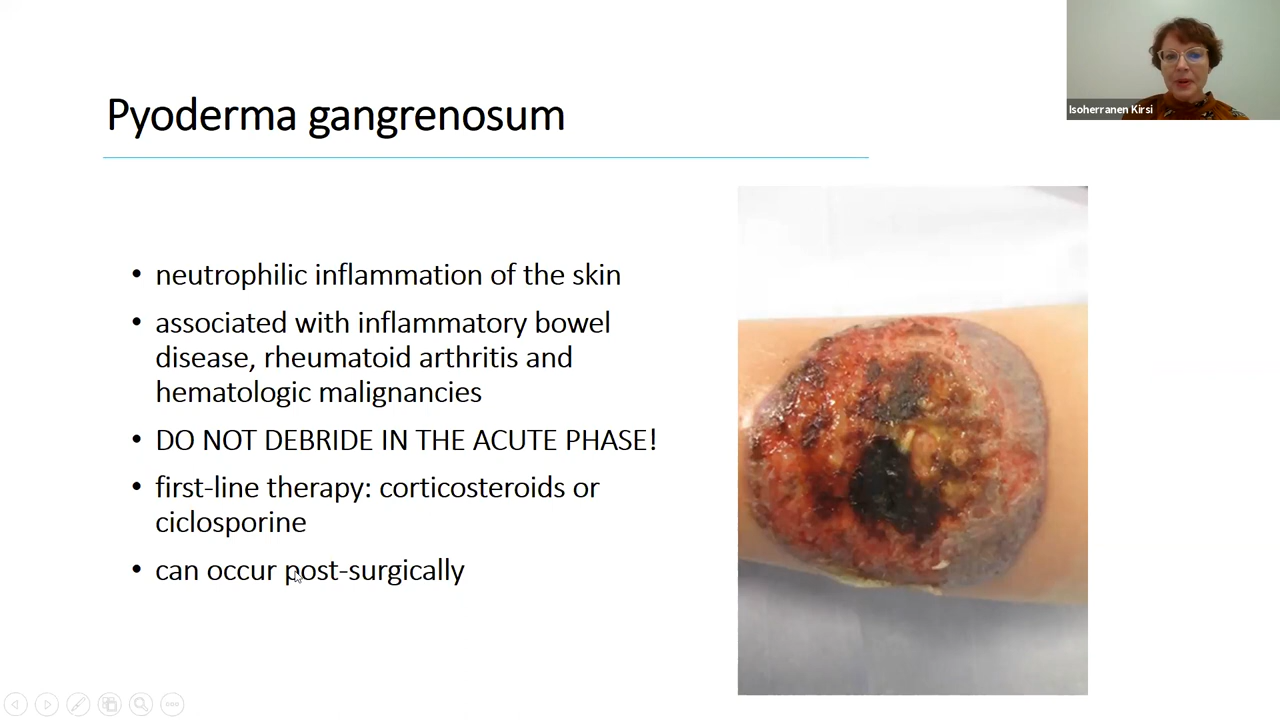 Pyoderma gangrenosum
Isoherranen Kirsi
• neutrophilic inflammation of the skin
• associated with inflammatory bowel
disease, rheumatoid arthritis and
hematologic malignancies
• DO NOT DEBRIDE IN THE ACUTE PHASE!
• first-line therapy: corticosteroids or
ciclosporine
• can occur post-surgically